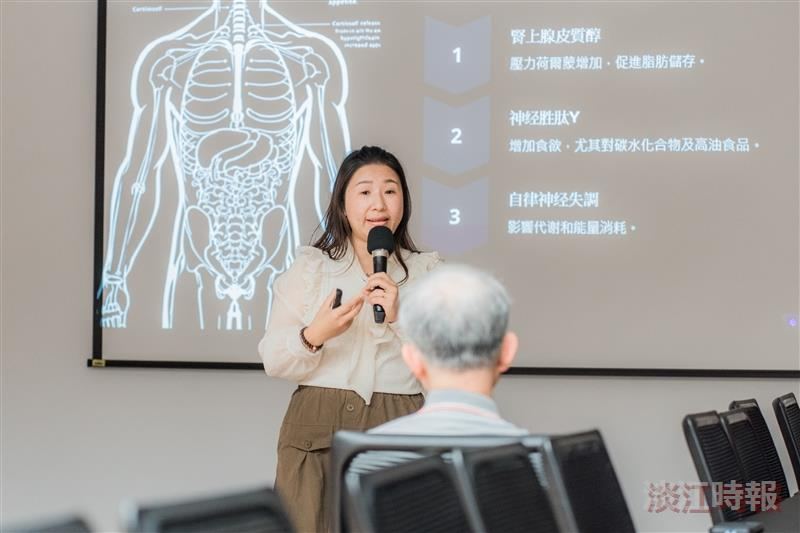 appetite.
1
腎上腺皮質醇
壓力荷爾蒙增加，促進脂肪儲存。
2
神经胜肽Y
增加食欲，尤其對碳水化合物及高油食品。
3
自律神经失調
影響代谢和能量消耗。
淡江時報